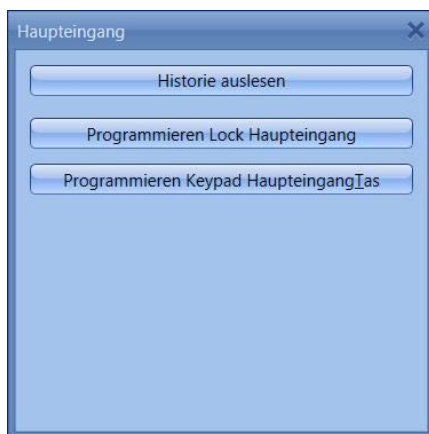 Haupteingang
Historie auslesen
Programmieren Lock Haupteingang
Programmieren Keypad HaupteingangTas